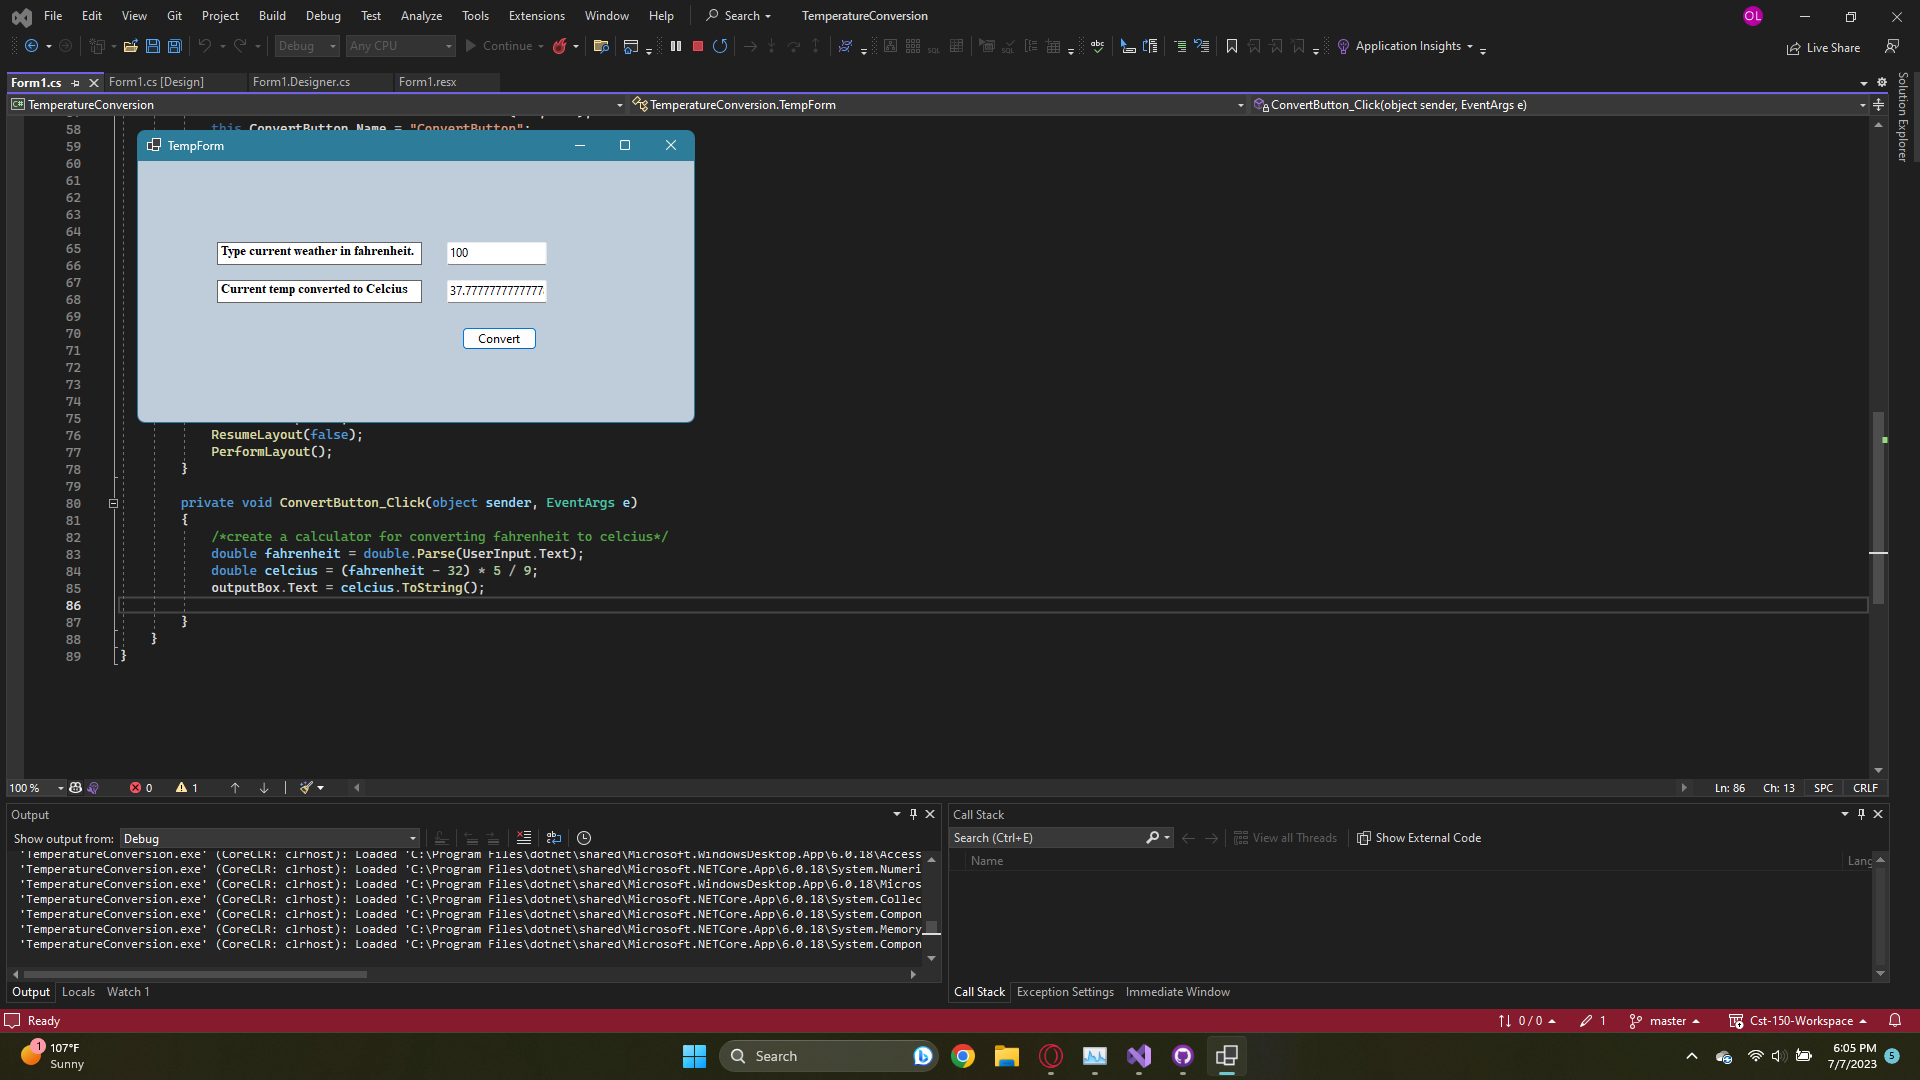 File Edit View Git Project Build Debug Test Analyze Tools Extensions Window Help Search TemperatureConversion OL
Debug Any CPU Continue Application Insights Live Share
Form1.cs Form1.cs [Design] Form1.Designer.cs Form1.resx
C# TemperatureConversion TemperatureConversion.TempForm ConvertButton_Click(object sender, EventArgs e)
Solution Explorer
58 this.ConvertButton.Name = "ConvertButton";
TempForm
59
60
61
62
63
64
65
Type current weather in fahrenheit. 100
66
67
Current temp converted to Celcius 37.7777777777777
68
69
70
Convert
71
72
73
74
75
76 ResumeLayout(false);
77 PerformLayout();
78 }
79
80 private void ConvertButton_Click(object sender, EventArgs e)
81 {
82 /*create a calculator for converting fahrenheit to celcius*/
83 double fahrenheit = double.Parse(UserInput.Text);
84 double celcius = (fahrenheit - 32) * 5 / 9;
85 outputBox.Text = celcius.ToString();
86
87 }
88 }
89 }
100 % 0 1 Ln: 86 Ch: 13 SPC CRLF
Output
Show output from: Debug
'TemperatureConversion.exe' (CoreCLR: clrhost): Loaded 'C:\Program Files\dotnet\shared\Microsoft.WindowsDesktop.App\6.0.18\Access
'TemperatureConversion.exe' (CoreCLR: clrhost): Loaded 'C:\Program Files\dotnet\shared\Microsoft.NETCore.App\6.0.18\System.Numeri
'TemperatureConversion.exe' (CoreCLR: clrhost): Loaded 'C:\Program Files\dotnet\shared\Microsoft.WindowsDesktop.App\6.0.18\Micros
'TemperatureConversion.exe' (CoreCLR: clrhost): Loaded 'C:\Program Files\dotnet\shared\Microsoft.NETCore.App\6.0.18\System.Collec
'TemperatureConversion.exe' (CoreCLR: clrhost): Loaded 'C:\Program Files\dotnet\shared\Microsoft.NETCore.App\6.0.18\System.Compon
'TemperatureConversion.exe' (CoreCLR: clrhost): Loaded 'C:\Program Files\dotnet\shared\Microsoft.NETCore.App\6.0.18\System.Memory
'TemperatureConversion.exe' (CoreCLR: clrhost): Loaded 'C:\Program Files\dotnet\shared\Microsoft.NETCore.App\6.0.18\System.Compon
Output Locals Watch 1
Call Stack
Search (Ctrl+E) View all Threads Show External Code
Name Lang
Call Stack Exception Settings Immediate Window
Ready 0 / 0 1 master Cst-150-Workspace
1 107°F
Sunny
Search
6:05 PM
7/7/2023 5